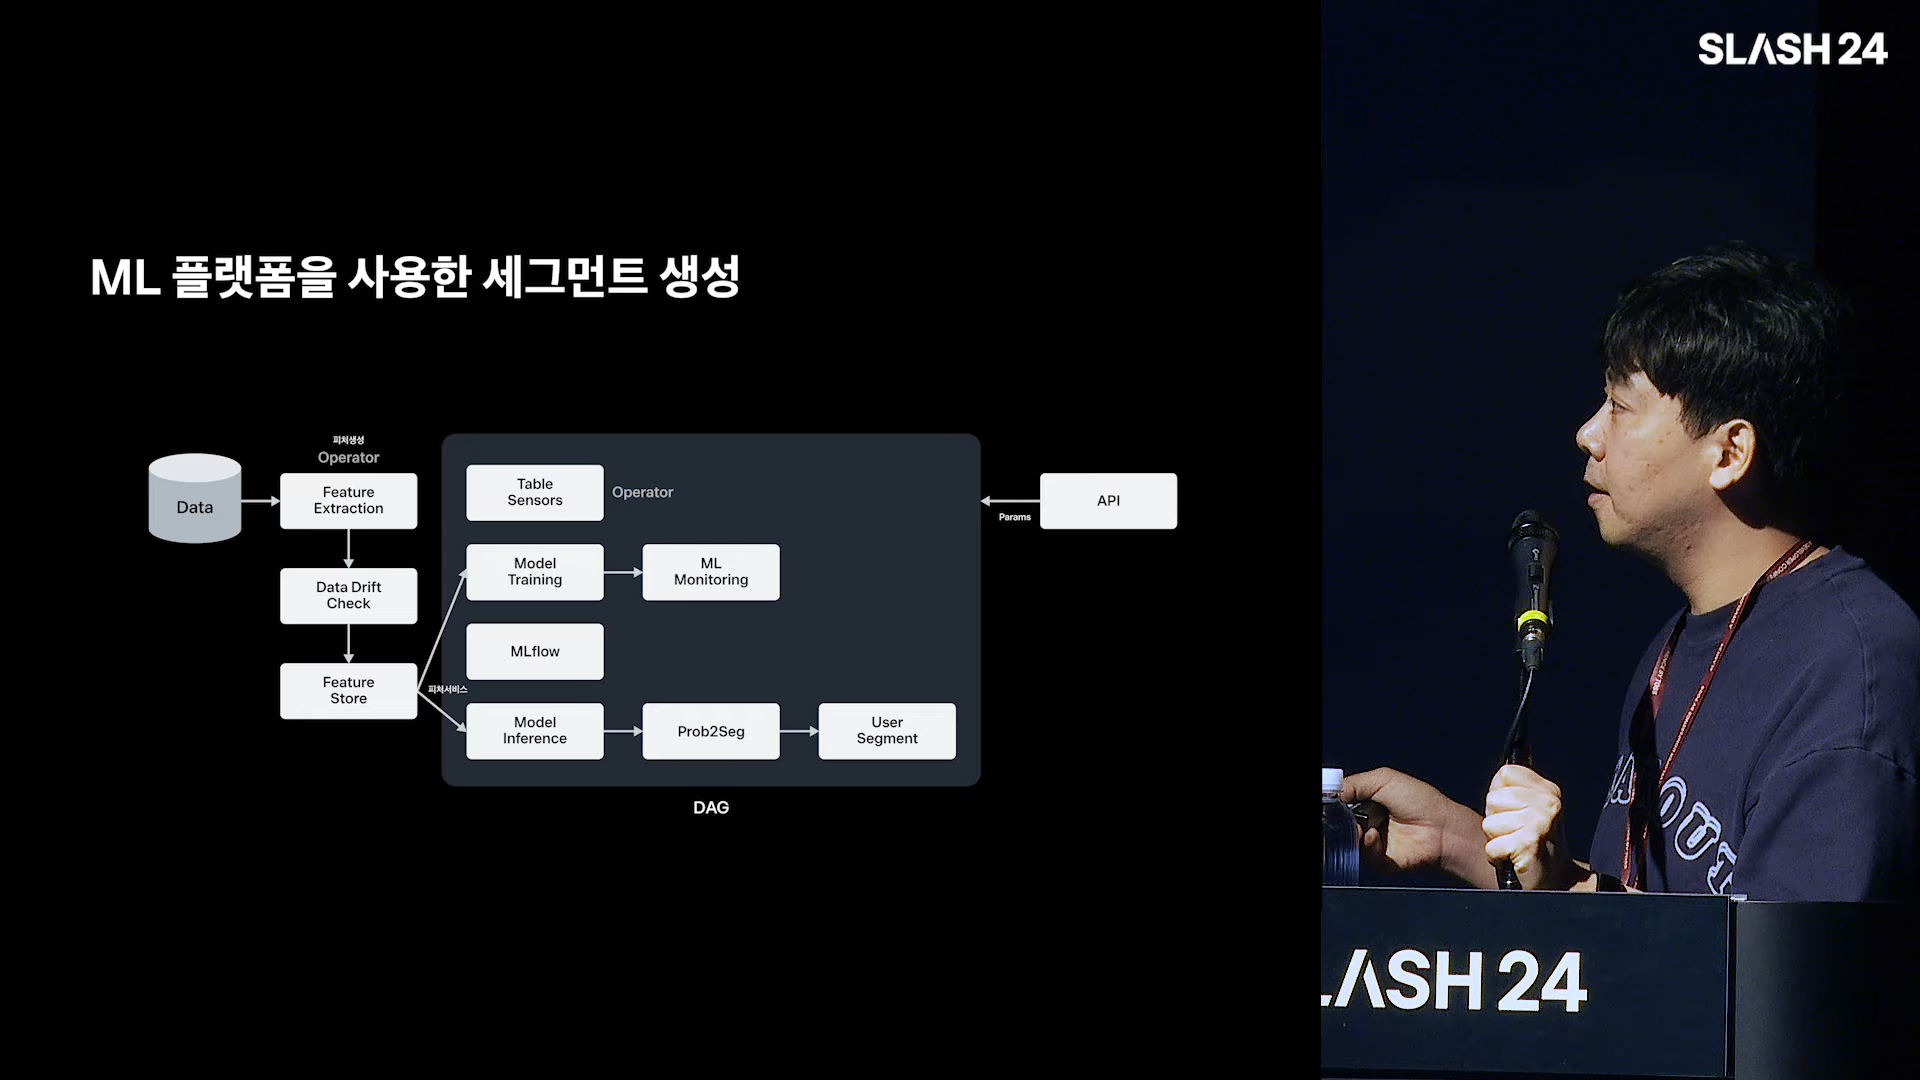 SLASH 24
ML 플랫폼을 사용한 세그먼트 생성
피처생성
Operator
Data
Feature
Extraction
Data Drift
Check
Feature
Store
피처서비스
Table
Sensors
Operator
Model
Training
ML
Monitoring
MLflow
Model
Inference
Prob2Seg
User
Segment
DAG
Params
API
SLASH 24